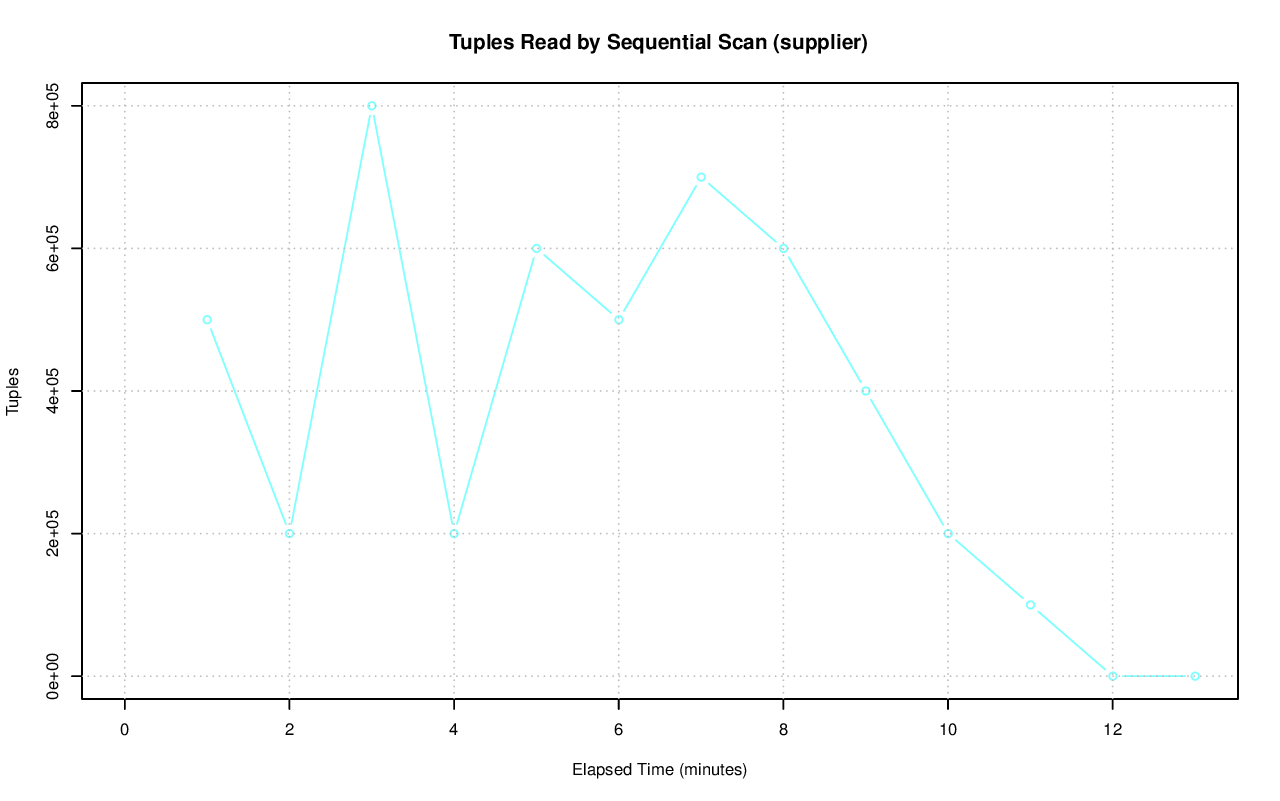 Tuples Read by Sequential Scan (supplier)
8e+05
6e+05
4e+05
2e+05
0e+00
Tuples
0 2 4 6 8 10 12
Elapsed Time (minutes)